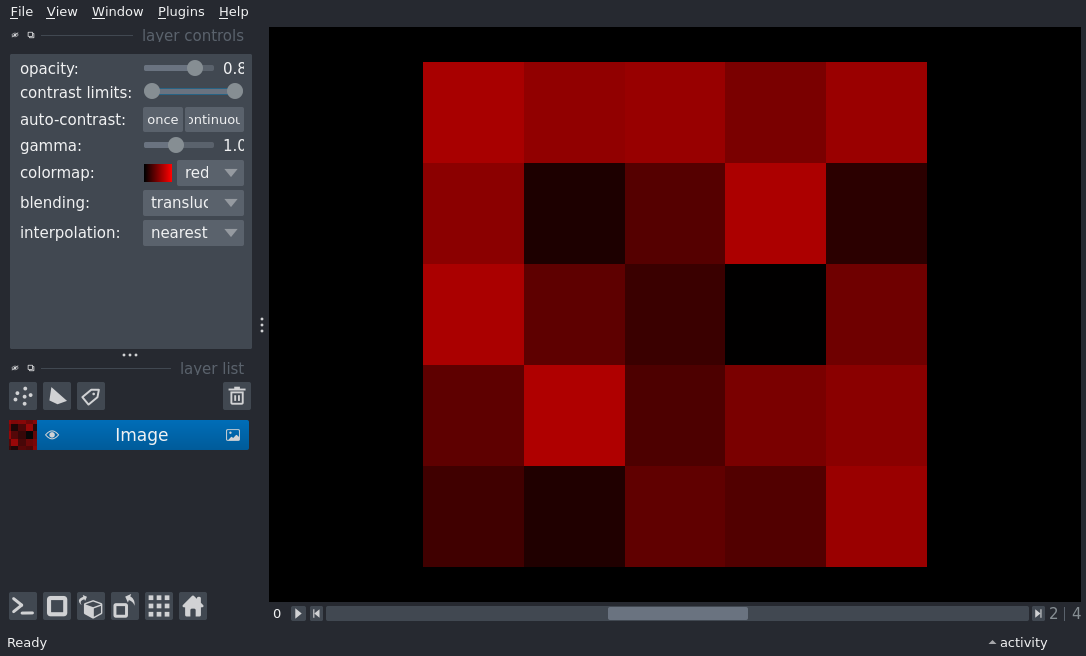 File View Window Plugins Help
layer controls
opacity: 0.8
contrast limits:
auto-contrast: once ontinuou
gamma: 1.0
colormap: red
blending: transluc
interpolation: nearest
layer list
Image
0 2 | 4
Ready activity